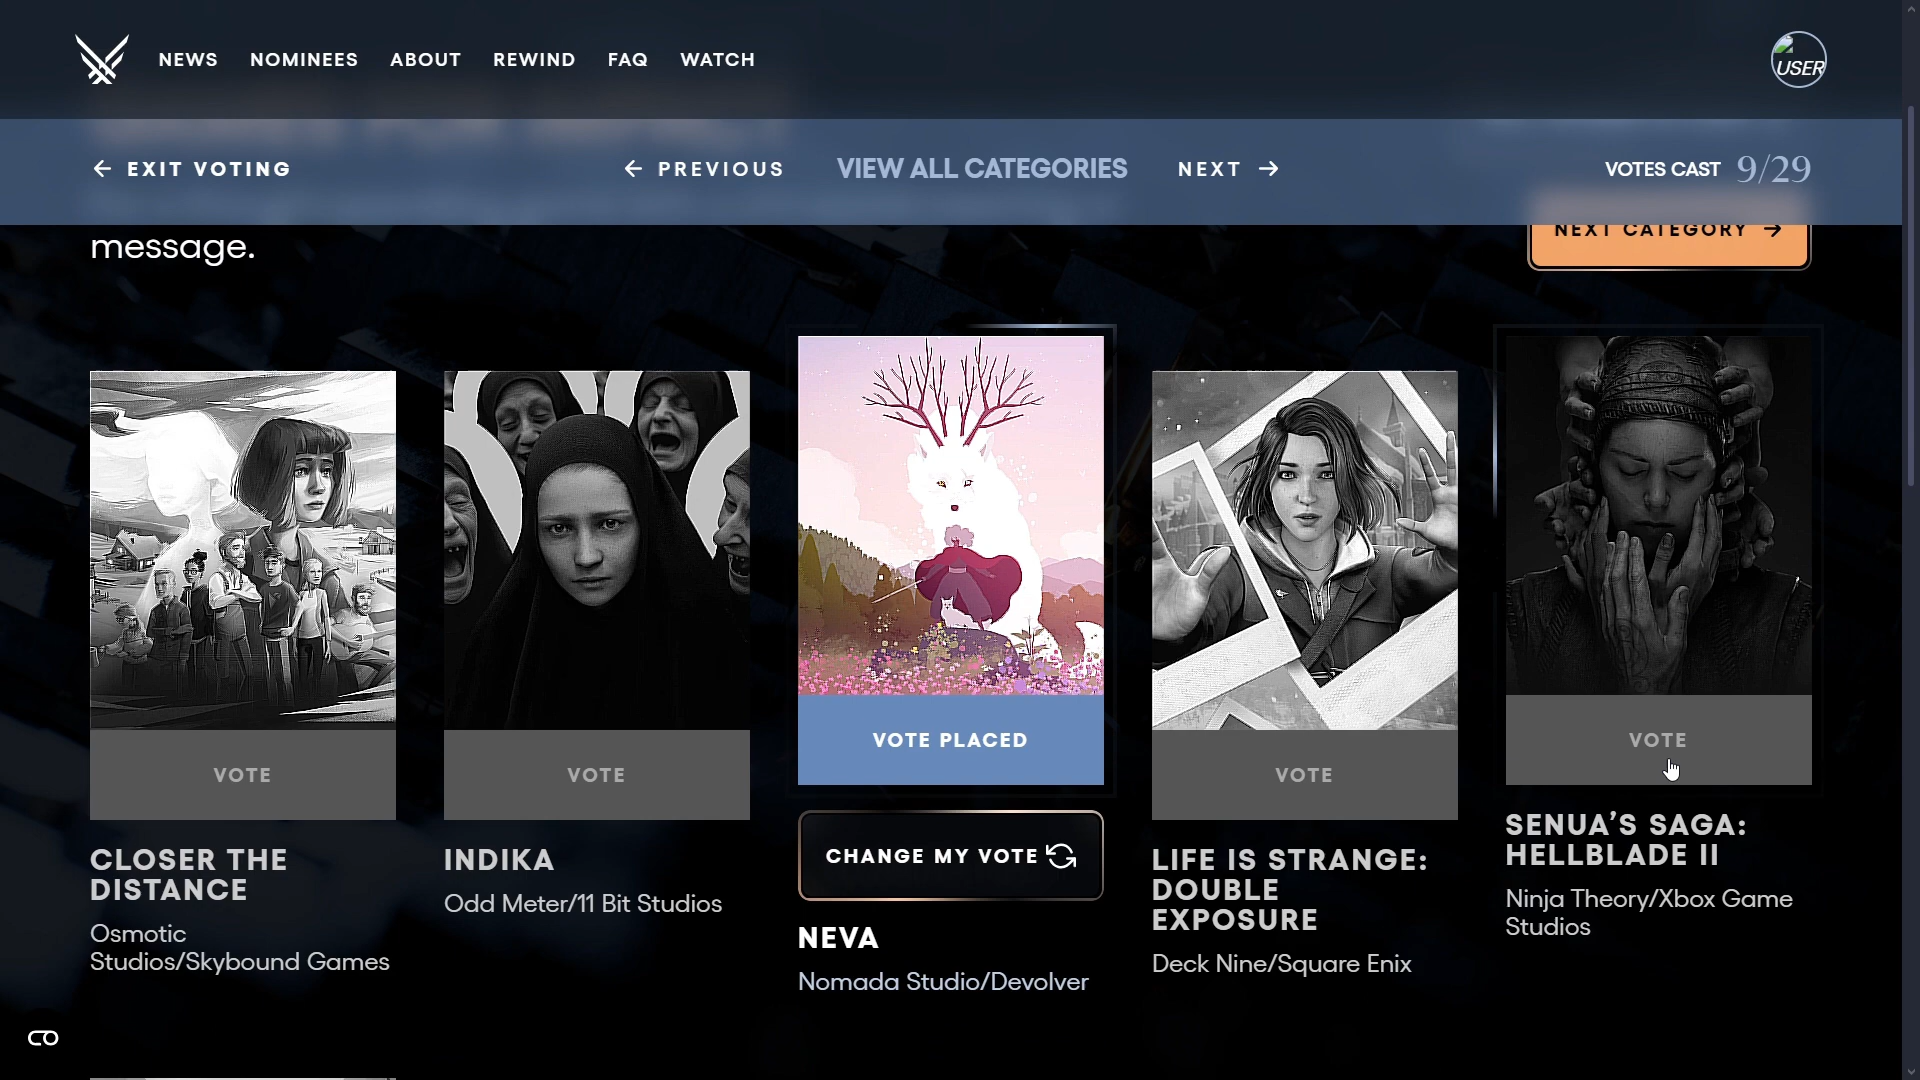 NEWS NOMINEES ABOUT REWIND FAQ WATCH
USER
EXIT VOTING
PREVIOUS
VIEW ALL CATEGORIES
NEXT
VOTES CAST 9/29
message.
NEXT CATEGORY
VOTE
CLOSER THE
DISTANCE
Osmotic
Studios/Skybound Games
VOTE
INDIKA
Odd Meter/11 Bit Studios
VOTE PLACED
CHANGE MY VOTE
NEVA
Nomada Studio/Devolver
VOTE
LIFE IS STRANGE:
DOUBLE
EXPOSURE
Deck Nine/Square Enix
VOTE
SENUA’S SAGA:
HELLBLADE II
Ninja Theory/Xbox Game
Studios